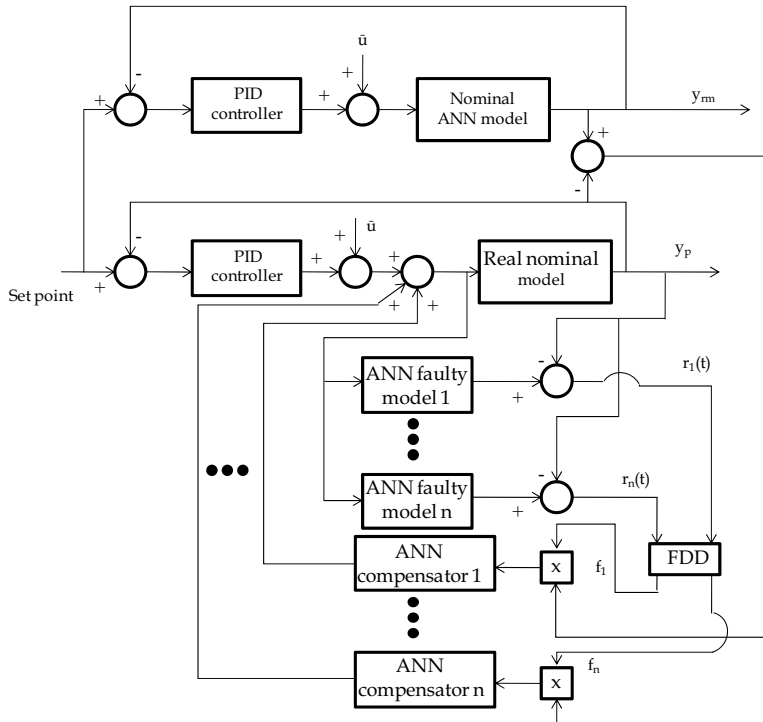 ū
-
+
+
+
PID
controller
Nominal
ANN model
y_rm
+
-
ū
-
+
+
+
+
PID
controller
Real nominal
model
y_p
Set point
+
+
+
-
ANN faulty
model 1
+
r_1(t)
-
ANN faulty
model n
+
r_n(t)
ANN
compensator 1
x
f_1
FDD
ANN
compensator n
x
f_n